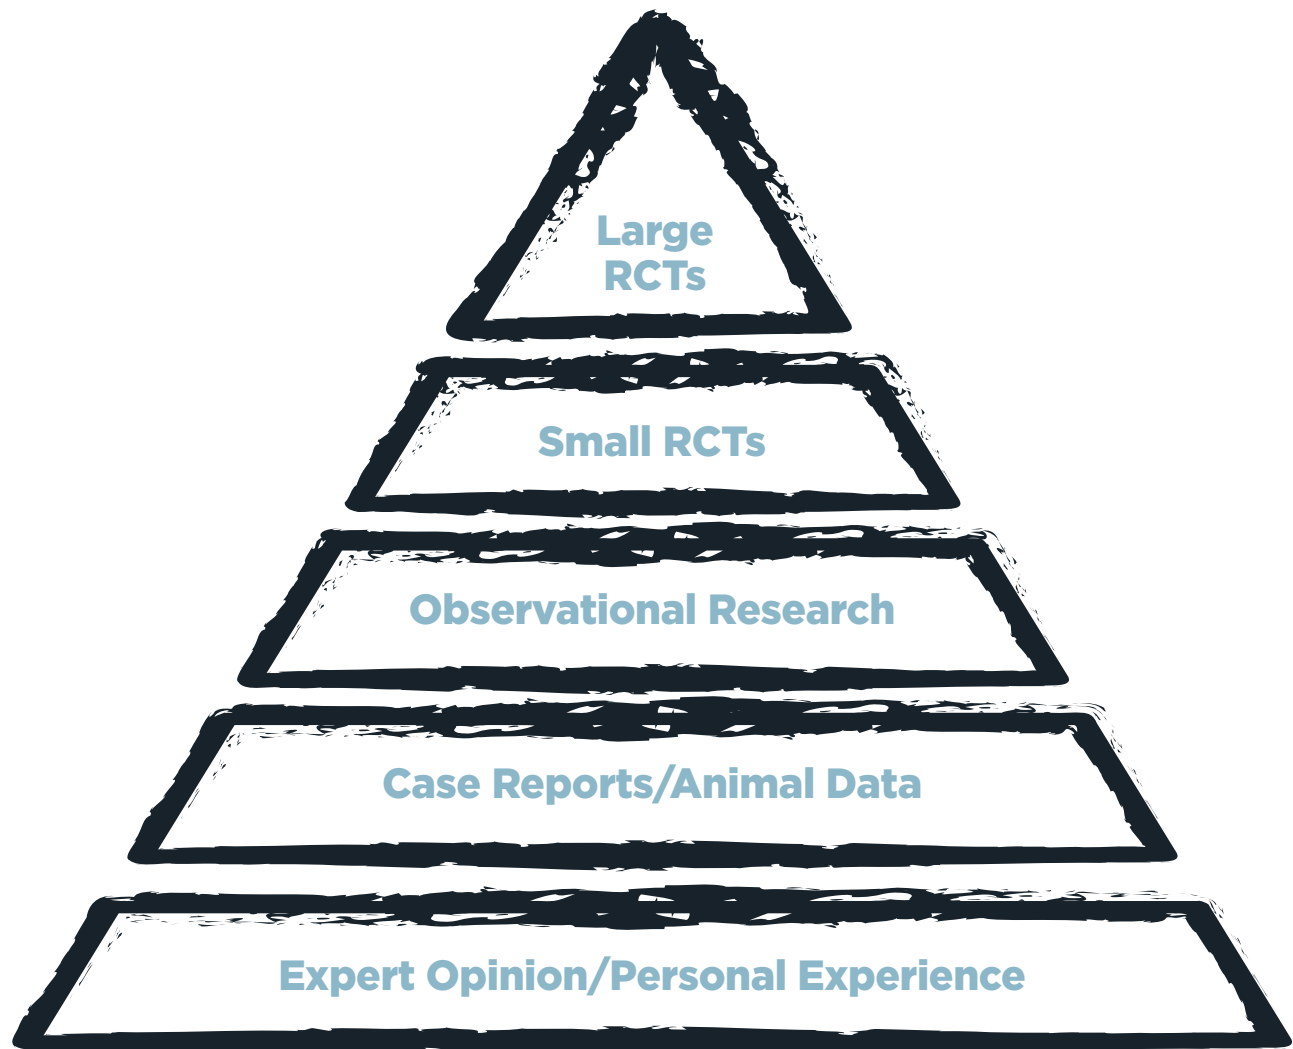 Large
RCTs
Small RCTs
Observational Research
Case Reports/Animal Data
Expert Opinion/Personal Experience